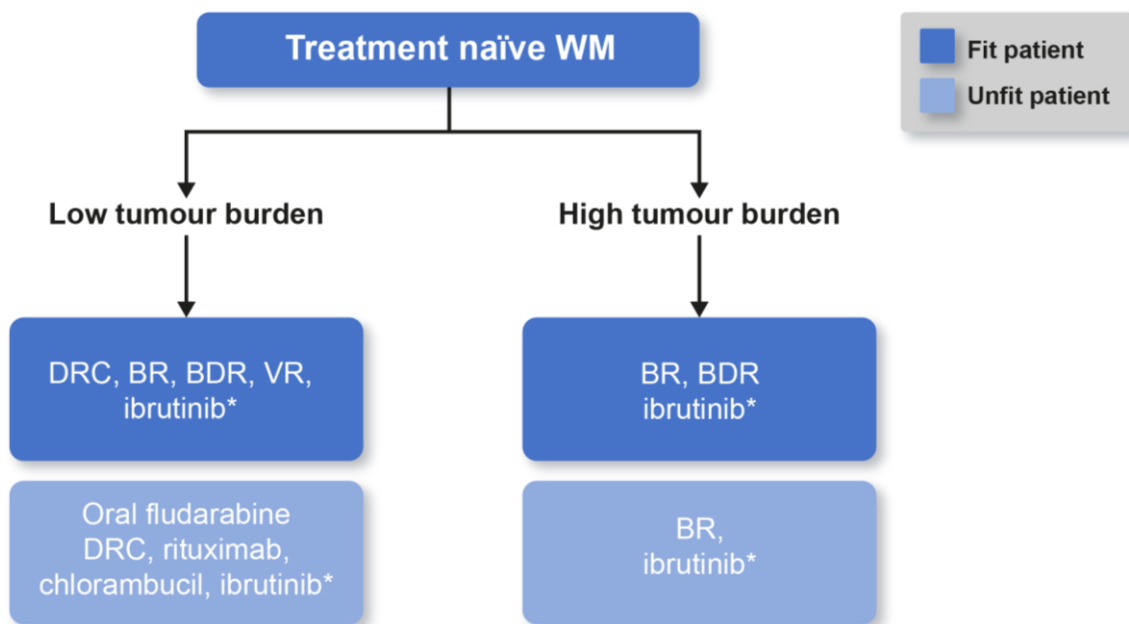 Treatment naïve WM
Fit patient
Unfit patient
Low tumour burden
High tumour burden
DRC, BR, BDR, VR,
ibrutinib*
BR, BDR
ibrutinib*
Oral fludarabine
DRC, rituximab,
chlorambucil, ibrutinib*
BR,
ibrutinib*